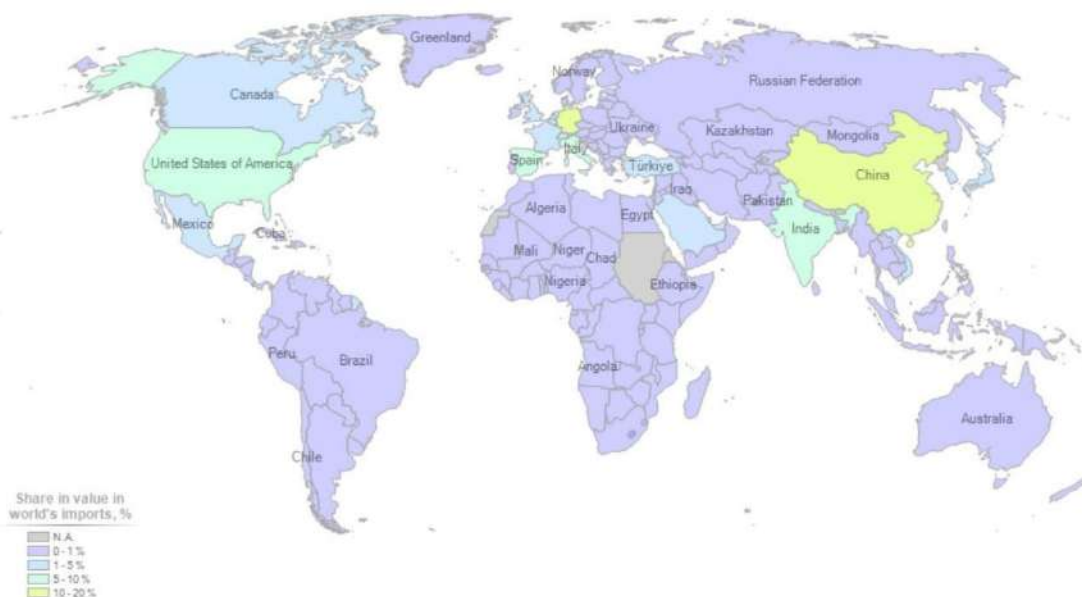 Greenland
Norway
Russian Federation
Canada
Ukraine
Kazakhstan
Mongolia
United States of America
Spain
Italy
Türkiye
China
Mexico
Cuba
Algeria
Egypt
Iraq
Pakistan
India
Mali
Niger
Chad
Nigeria
Ethiopia
Peru
Brazil
Angola
Australia
Chile
Share in value in
world's imports, %
N.A.
0 - 1 %
1 - 5 %
5 - 10 %
10 - 20 %